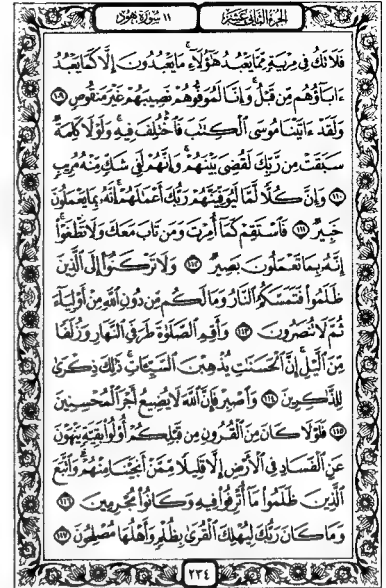 الجزء الثاني عشر
١١ سورة هود
فَلَا تَكُ فِي مِرْيَةٍ مِّمَّا يَعْبُدُ هَٰٓؤُلَآءِ ۚ مَا يَعْبُدُونَ إِلَّا كَمَا يَعْبُدُ
ءَابَآؤُهُم مِّن قَبْلُ ۚ وَإِنَّا لَمُوَفُّوهُمْ نَصِيبَهُمْ غَيْرَ مَنقُوصٍ ١٠٩
وَلَقَدْ ءَاتَيْنَا مُوسَى ٱلْكِتَٰبَ فَٱخْتُلِفَ فِيهِ ۚ وَلَوْلَا كَلِمَةٌ
سَبَقَتْ مِن رَّبِّكَ لَقُضِيَ بَيْنَهُمْ ۚ وَإِنَّهُمْ لَفِي شَكٍّ مِّنْهُ مُرِيبٍ
١١٠ وَإِنَّ كُلًّا لَّمَّا لَيُوَفِّيَنَّهُمْ رَبُّكَ أَعْمَٰلَهُمْ ۚ إِنَّهُۥ بِمَا يَعْمَلُونَ
خَبِيرٌ ١١١ فَٱسْتَقِمْ كَمَآ أُمِرْتَ وَمَن تَابَ مَعَكَ وَلَا تَطْغَوْا۟ ۚ
إِنَّهُۥ بِمَا تَعْمَلُونَ بَصِيرٌ ١١٢ وَلَا تَرْكَنُوٓا۟ إِلَى ٱلَّذِينَ
ظَلَمُوا۟ فَتَمَسَّكُمُ ٱلنَّارُ وَمَا لَكُم مِّن دُونِ ٱللَّهِ مِنْ أَوْلِيَآءَ
ثُمَّ لَا تُنصَرُونَ ١١٣ وَأَقِمِ ٱلصَّلَوٰةَ طَرَفَيِ ٱلنَّهَارِ وَزُلَفًا
مِّنَ ٱلَّيْلِ ۚ إِنَّ ٱلْحَسَنَٰتِ يُذْهِبْنَ ٱلسَّيِّـَٔاتِ ۚ ذَٰلِكَ ذِكْرَىٰ
لِلذَّٰكِرِينَ ١١٤ وَٱصْبِرْ فَإِنَّ ٱللَّهَ لَا يُضِيعُ أَجْرَ ٱلْمُحْسِنِينَ
١١٥ فَلَوْلَا كَانَ مِنَ ٱلْقُرُونِ مِن قَبْلِكُمْ أُو۟لُوا۟ بَقِيَّةٍ يَنْهَوْنَ
عَنِ ٱلْفَسَادِ فِي ٱلْأَرْضِ إِلَّا قَلِيلًا مِّمَّنْ أَنجَيْنَا مِنْهُمْ ۗ وَٱتَّبَعَ
ٱلَّذِينَ ظَلَمُوا۟ مَآ أُتْرِفُوا۟ فِيهِ وَكَانُوا۟ مُجْرِمِينَ ١١٦
وَمَا كَانَ رَبُّكَ لِيُهْلِكَ ٱلْقُرَىٰ بِظُلْمٍ وَأَهْلُهَا مُصْلِحُونَ ١١٧
٢٣٤